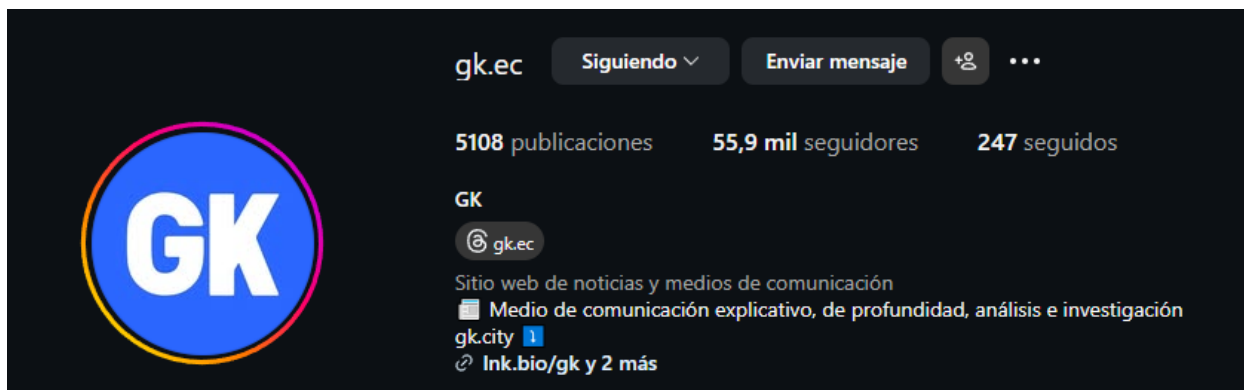 gk.ec Siguiendo Enviar mensaje
5108 publicaciones 55,9 mil seguidores 247 seguidos
GK
GK
gk.ec
Sitio web de noticias y medios de comunicación
Medio de comunicación explicativo, de profundidad, análisis e investigación
gk.city
lnk.bio/gk y 2 más